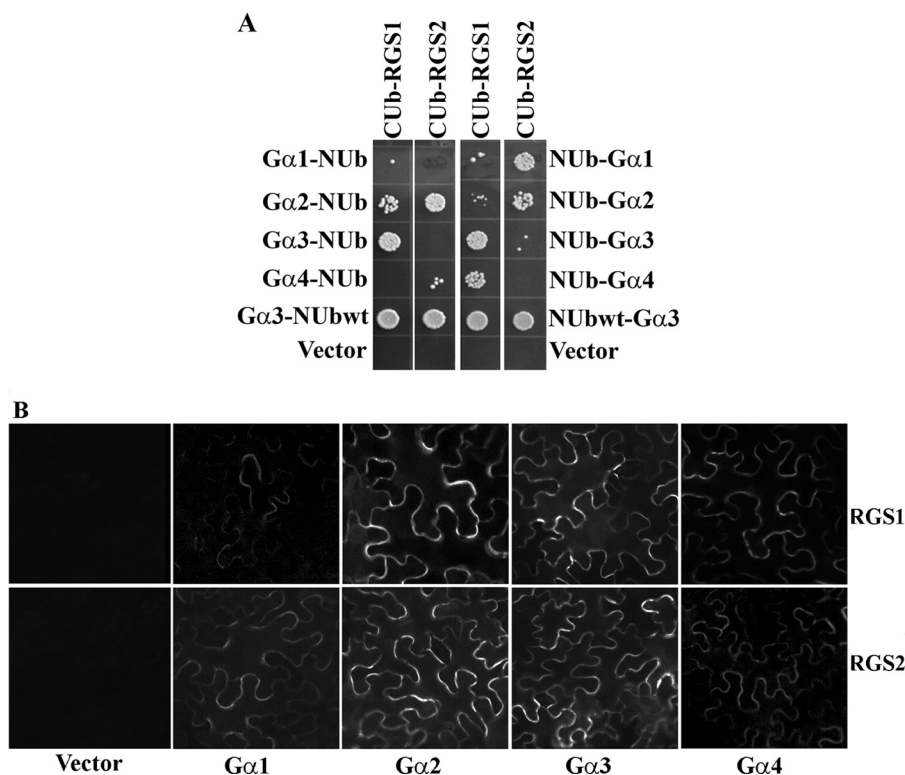 A
CUb-RGS1
CUb-RGS2
CUb-RGS1
CUb-RGS2
Gα1-NUb
NUb-Gα1
Gα2-NUb
NUb-Gα2
Gα3-NUb
NUb-Gα3
Gα4-NUb
NUb-Gα4
Gα3-NUbwt
NUbwt-Gα3
Vector
Vector
B
RGS1
RGS2
Vector
Gα1
Gα2
Gα3
Gα4